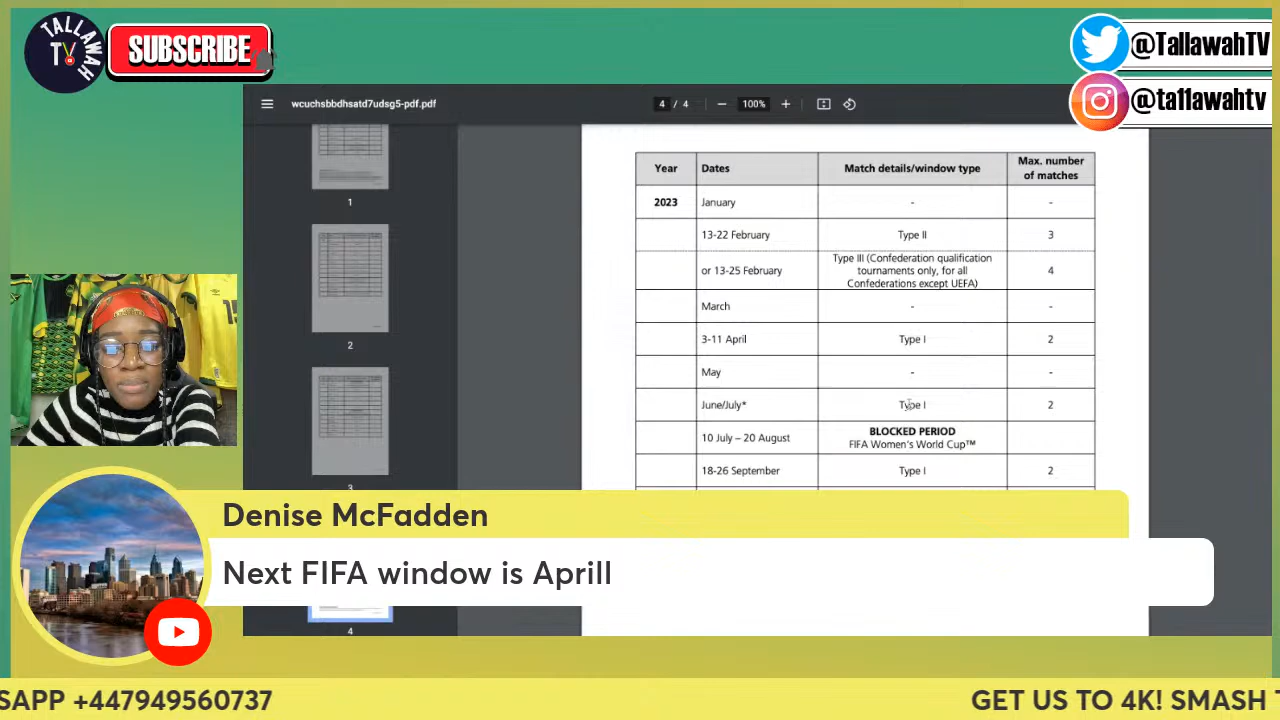 TALLAWAH
TV
SUBSCRIBE
@TallawahTV
@ta11awahtv
wcuchsbbdhsatd7udsg5-pdf.pdf
4 / 4
100%
Year Dates Match details/window type Max. number
of matches
2023 January - -
13-22 February Type II 3
or 13-25 February Type III (Confederation qualification
tournaments only, for all
Confederations except UEFA) 4
March - -
3-11 April Type I 2
May - -
June/July* Type I 2
10 July – 20 August BLOCKED PERIOD
FIFA Women's World Cup™
18-26 September Type I 2
1
2
3
4
15
Denise McFadden
Next FIFA window is Aprill
SAPP +447949560737
GET US TO 4K! SMASH